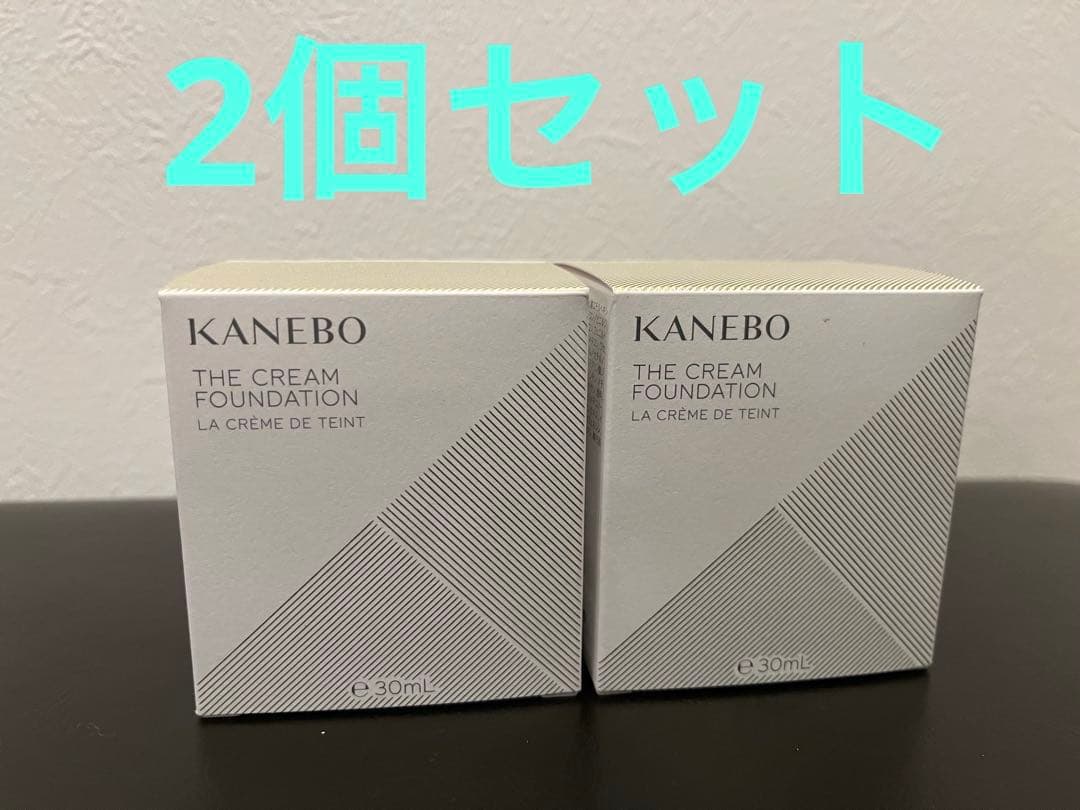 2個セット
KANEBO
THE CREAM
FOUNDATION
LA CRÈME DE TEINT
℮ 30mL
KANEBO
THE CREAM
FOUNDATION
LA CRÈME DE TEINT
℮ 30mL